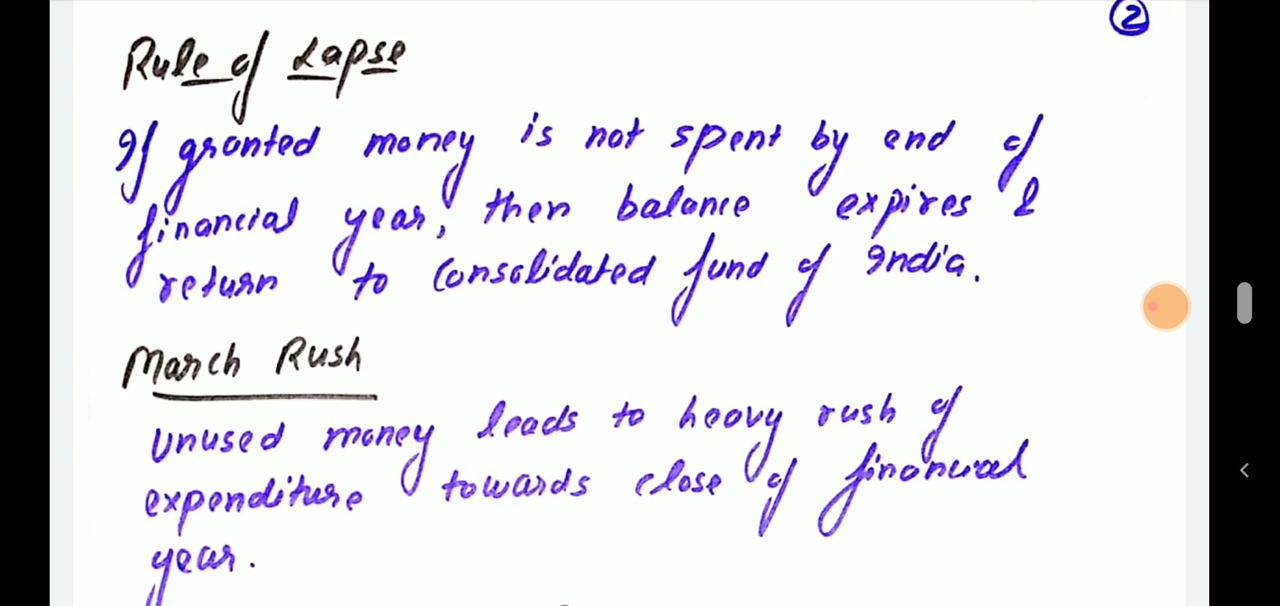 2
Rule of Lapse
If granted money is not spent by end of
financial year, then balance expires &
return to Consolidated fund of India.
March Rush
Unused money leads to heavy rush of
expenditure towards close of financial
year.